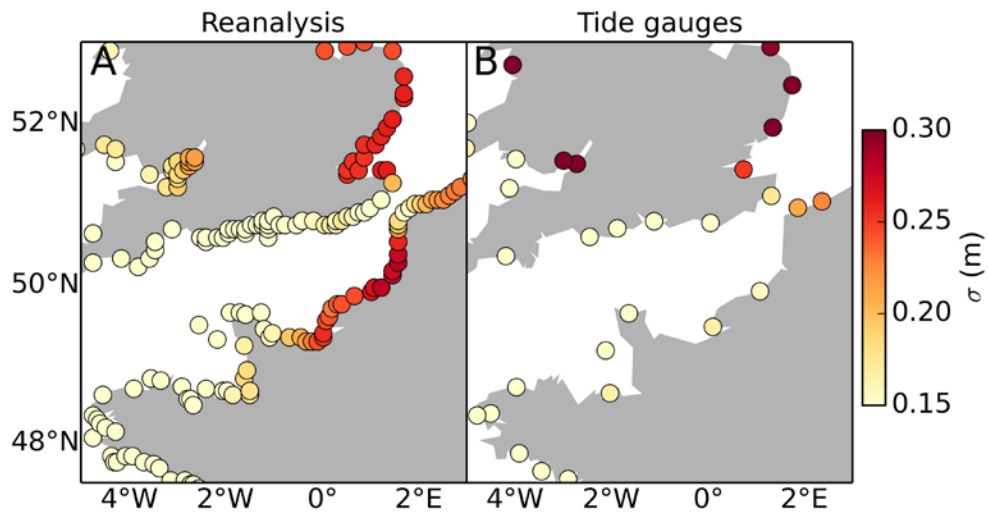 Reanalysis
Tide gauges
A
B
52°N
50°N
48°N
4°W 2°W 0° 2°E
4°W 2°W 0° 2°E
0.30
0.25
0.20
0.15
σ (m)